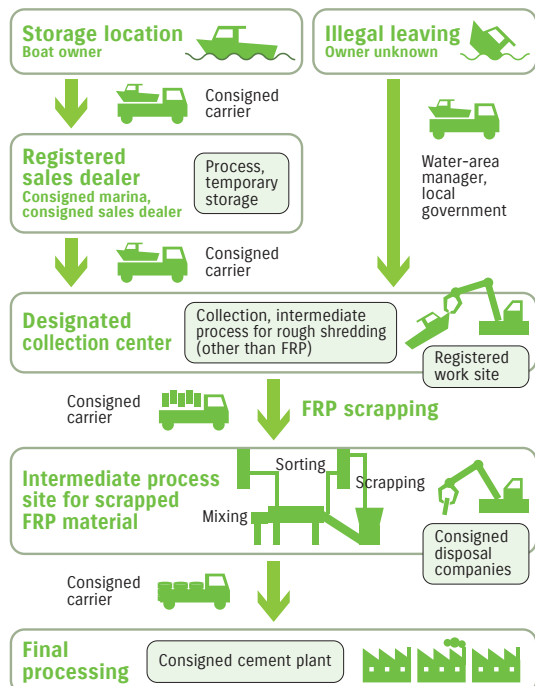 Storage location
Boat owner
Illegal leaving
Owner unknown
Consigned
carrier
Registered
sales dealer
Consigned marina,
consigned sales dealer
Process,
temporary
storage
Water-area
manager,
local
government
Consigned
carrier
Designated
collection center
Collection, intermediate
process for rough shredding
(other than FRP)
Registered
work site
Consigned
carrier
FRP scrapping
Intermediate process
site for scrapped
FRP material
Sorting
Scrapping
Mixing
Consigned
disposal
companies
Consigned
carrier
Final
processing
Consigned cement plant